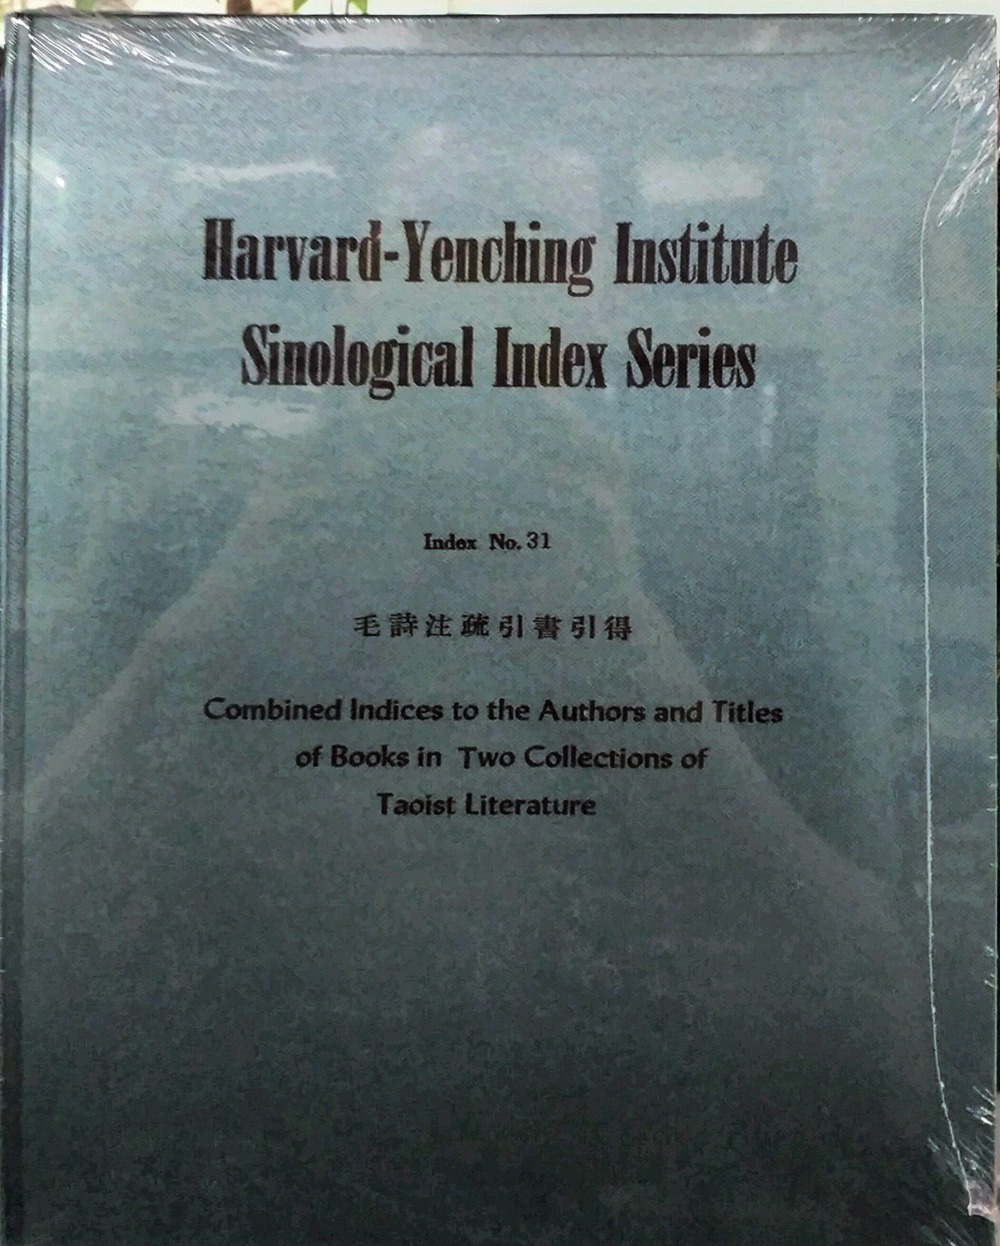 Harvard-Yenching Institute
Sinological Index Series
Index No. 31
毛詩注疏引書引得
Combined Indices to the Authors and Titles
of Books in Two Collections of
Taoist Literature